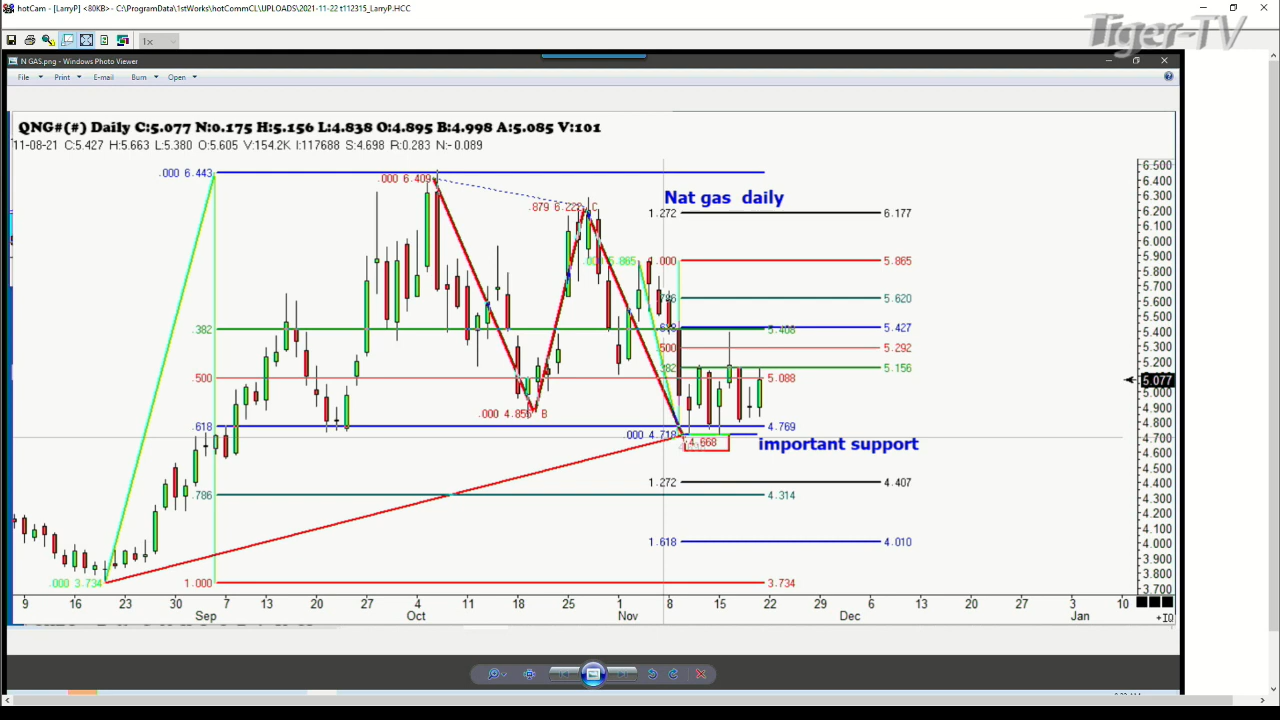 hotCam - [LarryP] <80KB> - C:\ProgramData\1stWorks\hotCommCL\UPLOADS\2021-11-22 t112315_LarryP.HCC
Tiger-TV
1x
N GAS.png - Windows Photo Viewer
File Print E-mail Burn Open
QNG#(#) Daily C:5.077 N:0.175 H:5.156 L:4.838 O:4.895 B:4.998 A:5.085 V:101
11-08-21 C:5.427 H:5.663 L:5.380 O:5.605 V:154.2K I:117688 S:4.698 R:0.283 N:-0.089
6.500
.000 6.443
.000 6.409
6.400
6.300
Nat gas daily
.879 6.222 C
1.272 6.177
6.200
6.100
6.000
.000 5.865 1.000 5.865
5.900
5.800
5.700
.786 5.620
5.600
5.500
.382 .618 5.408 5.427
5.400
.500 5.292
5.300
5.200
.382 5.156
.500 5.088
5.077
5.000
4.900
B
.618 4.769
4.800
.000 4.718 4.668
4.700
important support
4.600
4.500
1.272 4.407
4.400
.786 4.314
4.300
4.200
4.100
1.618 4.010
4.000
3.900
3.800
.000 3.734 1.000 3.734
3.700
9 16 23 30 7 13 20 27 4 11 18 25 1 8 15 22 29 6 13 20 27 3 10
Sep Oct Nov Dec Jan